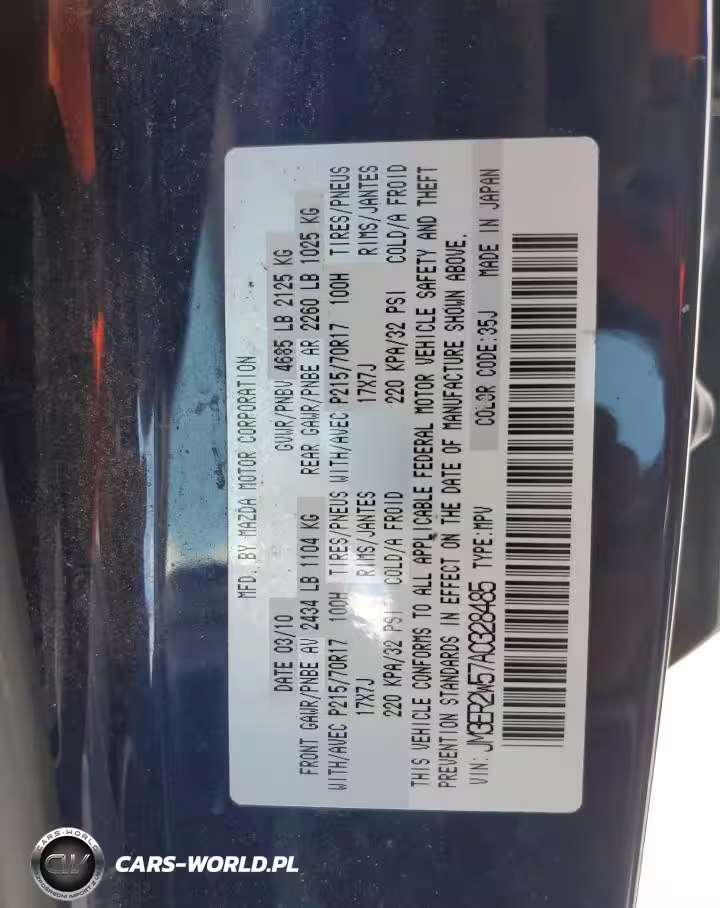 MFD. BY MAZDA MOTOR CORPORATION
DATE 03/10 GVWR/PNBV 4685 LB 2125 KG
FRONT GAWR/PNBE AV 2434 LB 1104 KG REAR GAWR/PNBE AR 2260 LB 1025 KG
WITH/AVEC P215/70R17 100H TIRES/PNEUS WITH/AVEC P215/70R17 100H TIRES/PNEUS
17X7J RIMS/JANTES 17X7J RIMS/JANTES
220 KPA/32 PSI COLD/A FROID 220 KPA/32 PSI COLD/A FROID
THIS VEHICLE CONFORMS TO ALL APPLICABLE FEDERAL MOTOR VEHICLE SAFETY AND THEFT
PREVENTION STANDARDS IN EFFECT ON THE DATE OF MANUFACTURE SHOWN ABOVE.
VIN: JM3ER2W57A0328485 TYPE:MPV COLOR CODE:35J MADE IN JAPAN
CARS-WORLD
CW
CARS-WORLD.PL